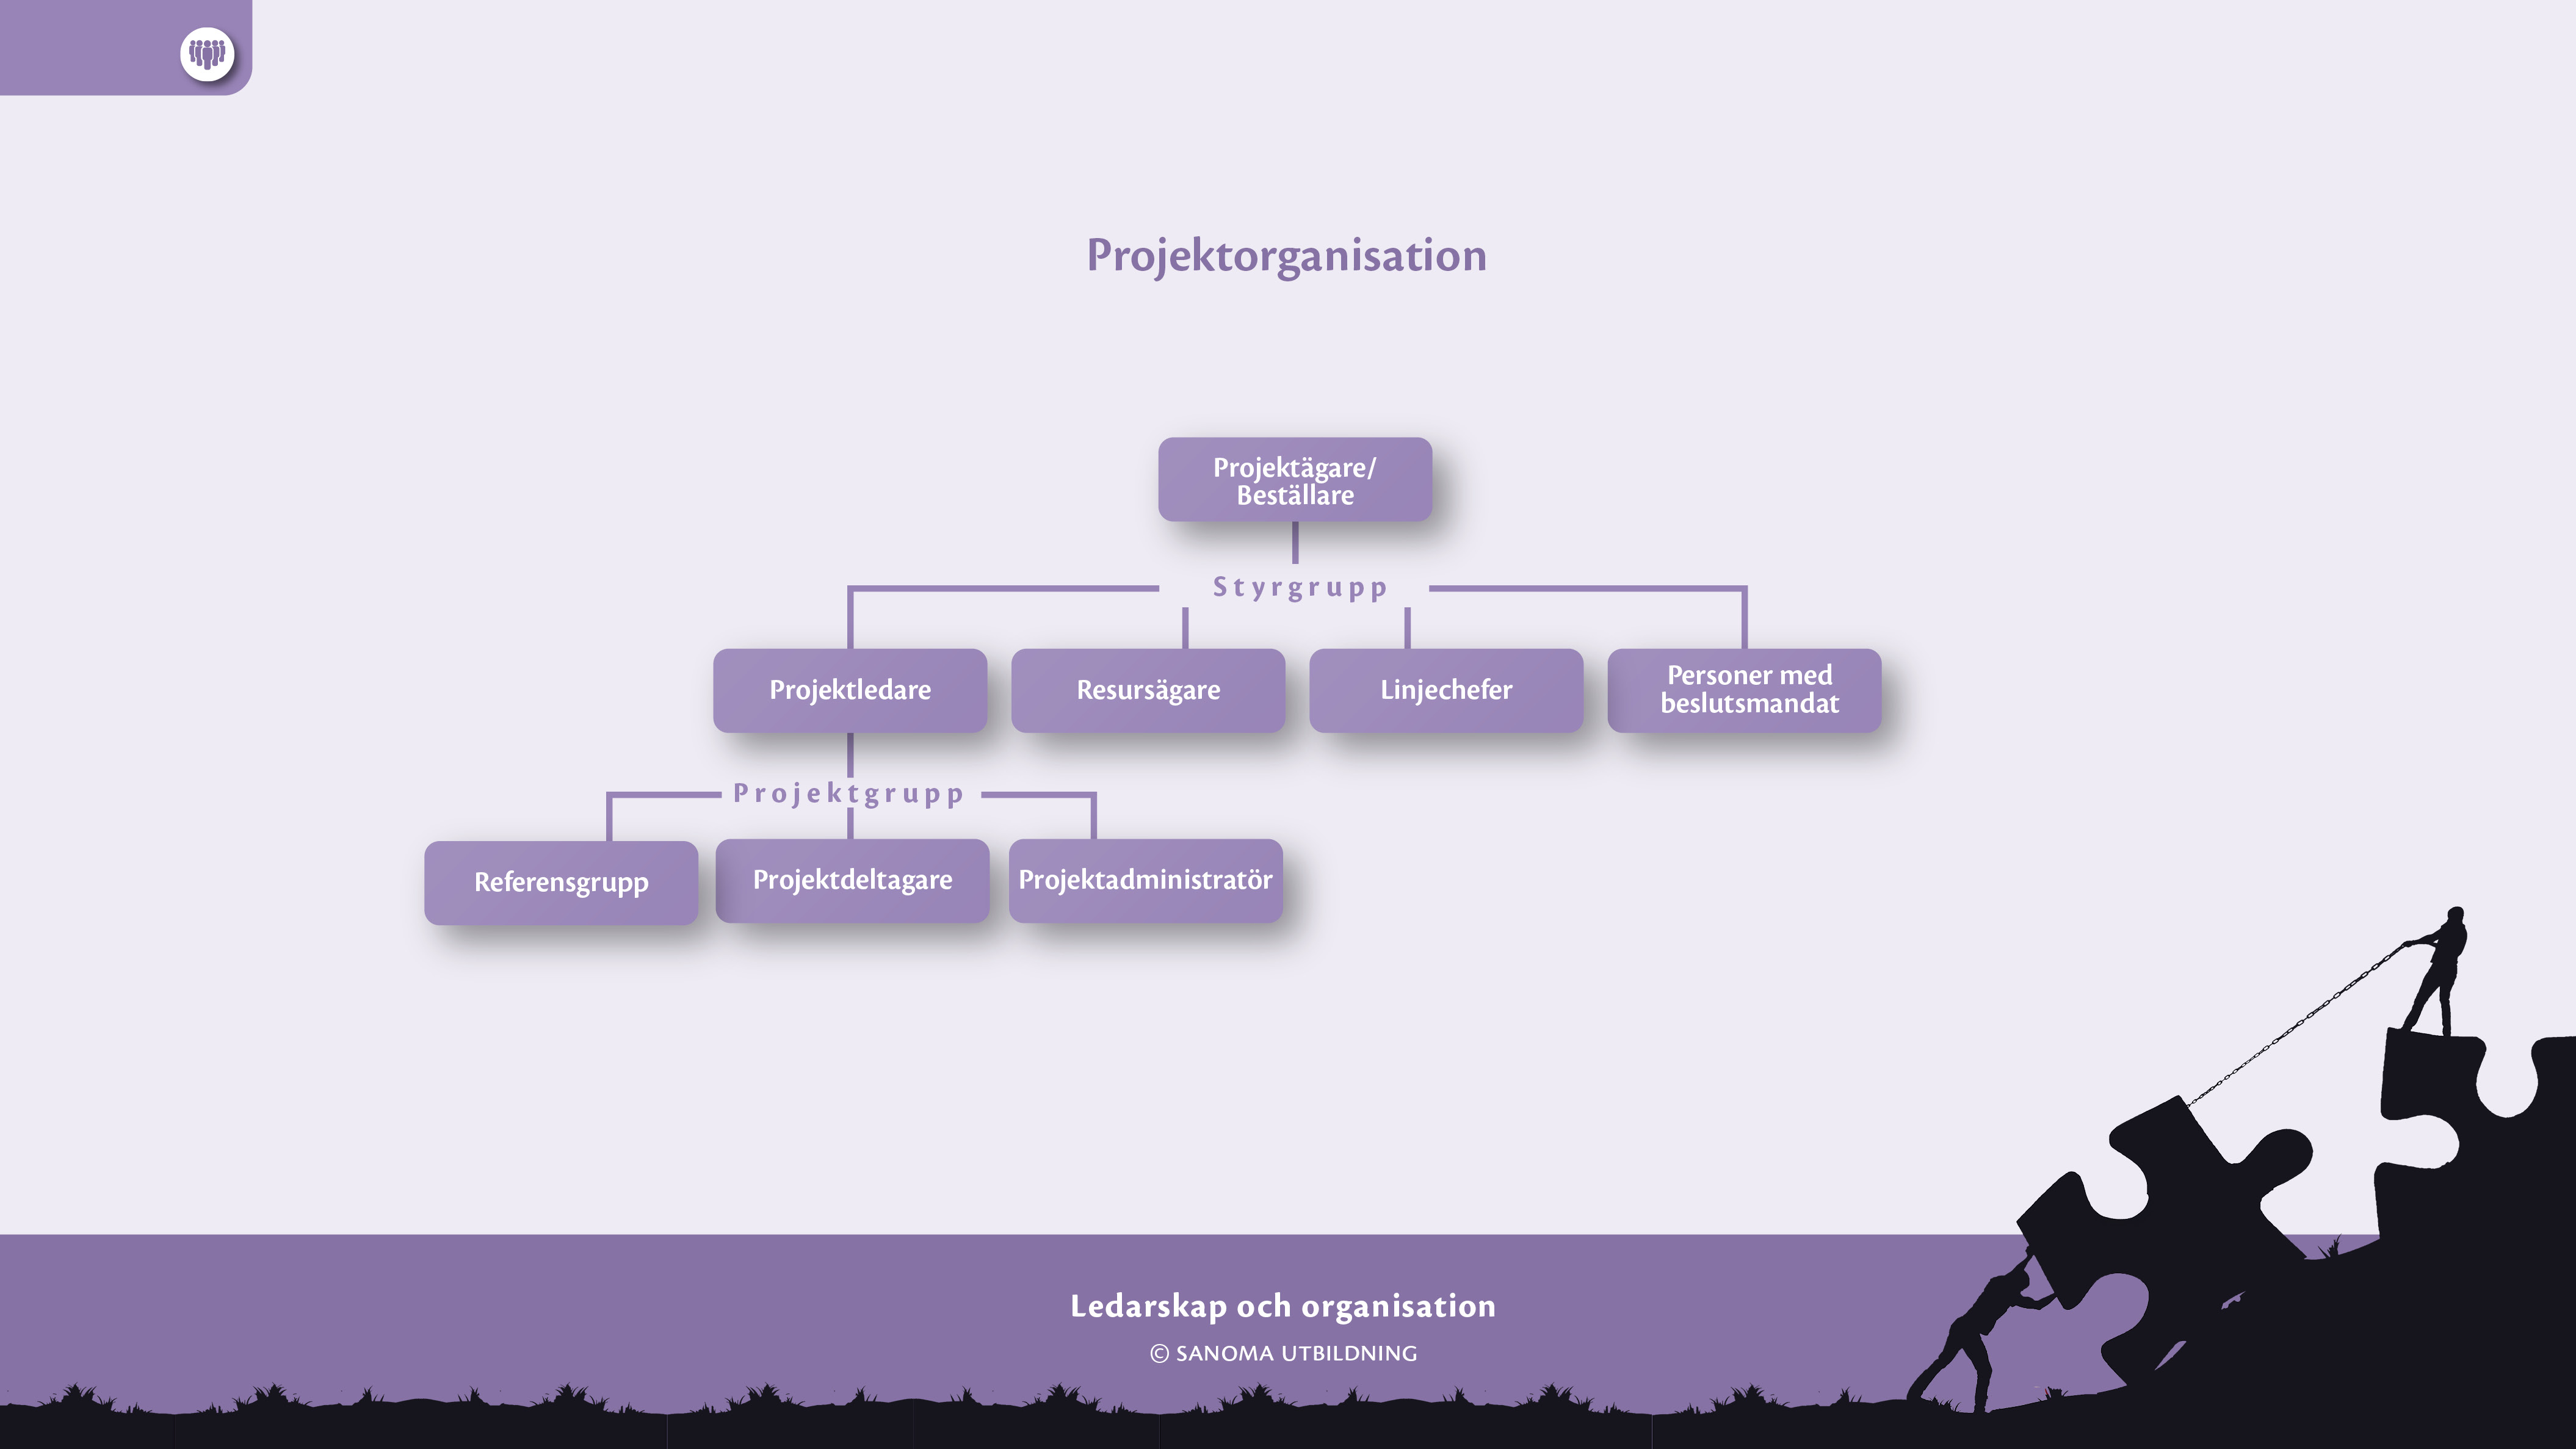 Projektorganisation
Projektägare/
Beställare
Styrgrupp
Projektledare
Resursägare
Linjechefer
Personer med
beslutsmandat
Projektgrupp
Referensgrupp
Projektdeltagare
Projektadministratör
Ledarskap och organisation
© SANOMA UTBILDNING